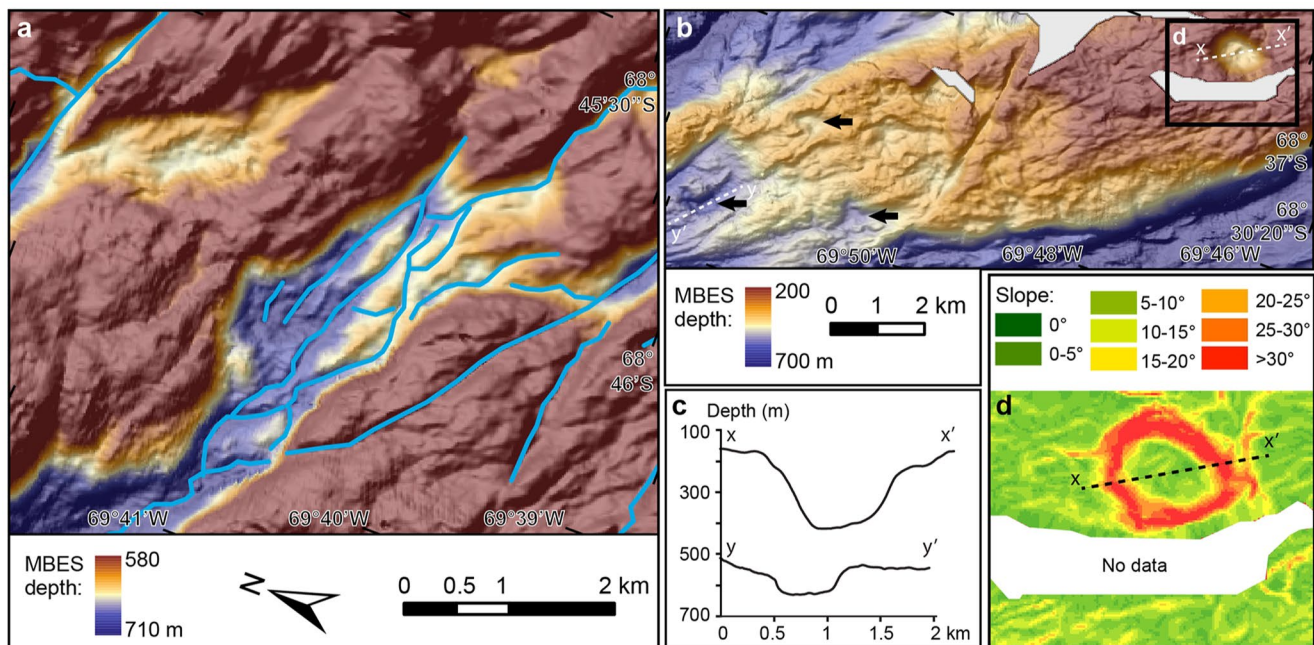 a
68°
45’30’’S
68°
46’S
69°41’W
69°40’W
69°39’W
MBES
depth:
580
710 m
N
0 0.5 1 2 km
b
d
x x’
y’
y’
68°
37’S
68°
30’20’’S
69°50’W
69°48’W
69°46’W
MBES
depth:
200
700 m
0 1 2 km
Slope:
0°
0-5°
5-10°
10-15°
15-20°
20-25°
25-30°
>30°
c Depth (m)
100
300
500
700
x x’
y y’
0 0.5 1 1.5 2 km
d
x x’
No data